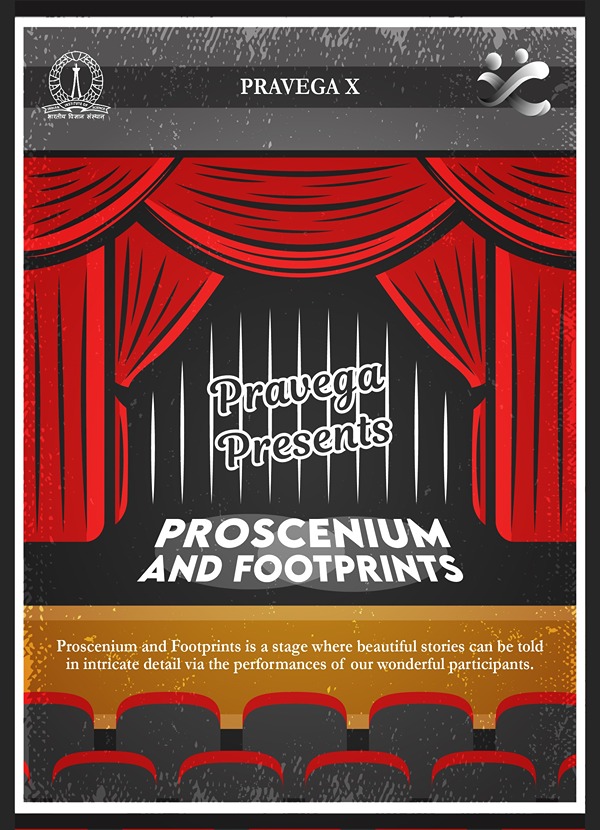 PRAVEGA X
भारतीय विज्ञान संस्थान
Pravega
Presents
PROSCENIUM
AND FOOTPRINTS
Proscenium and Footprints is a stage where beautiful stories can be told
in intricate detail via the performances of our wonderful participants.